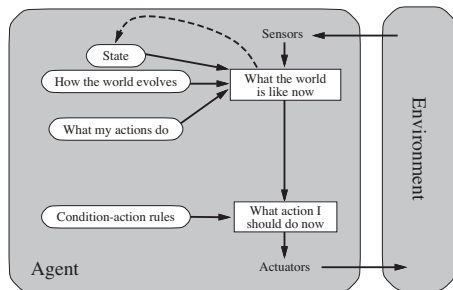 Sensors
State
How the world evolves
What the world
is like now
What my actions do
Condition-action rules
What action I
should do now
Agent
Actuators
Environment